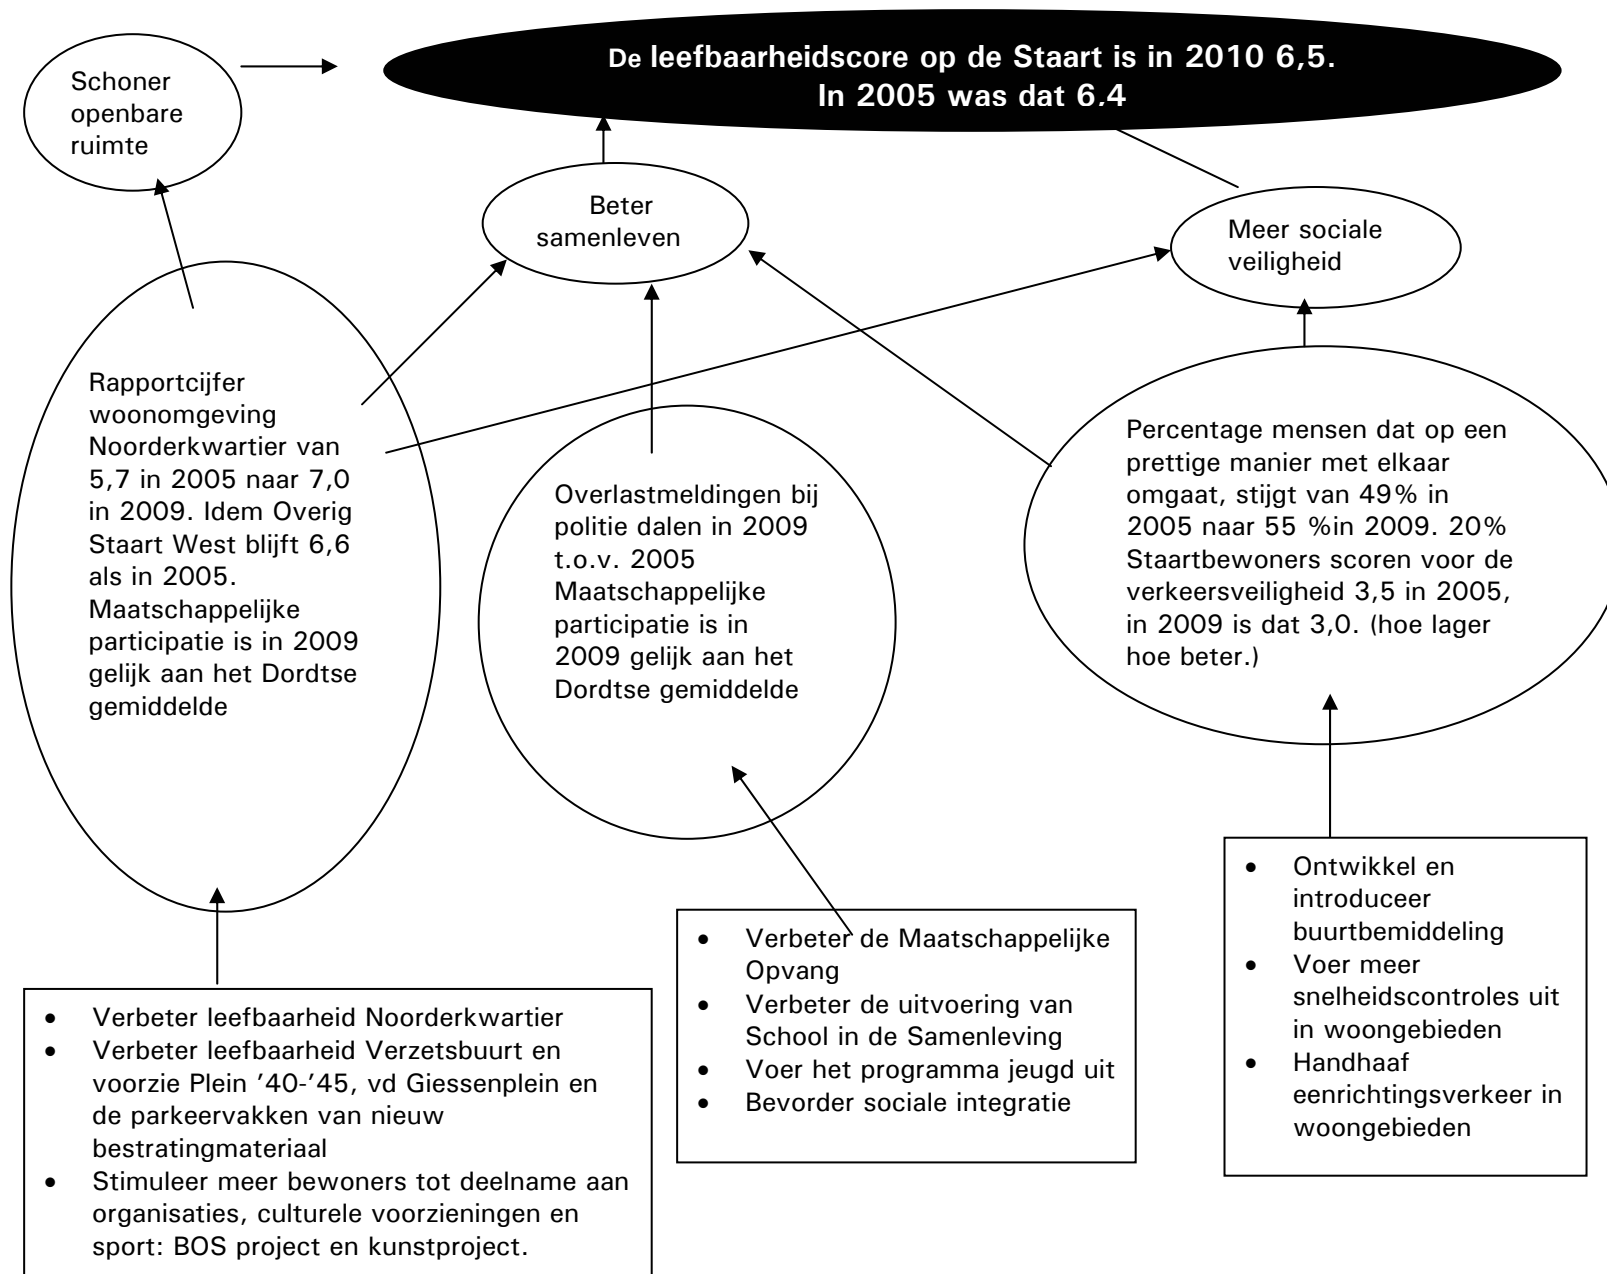 De leefbaarheidscore op de Staart is in 2010 6,5.
In 2005 was dat 6.4
Schoner
openbare
ruimte
Beter
samenleven
Meer sociale
veiligheid
Rapportcijfer
woonomgeving
Noorderkwartier van
5,7 in 2005 naar 7,0
in 2009. Idem Overig
Staart West blijft 6,6
als in 2005.
Maatschappelijke
participatie is in 2009
gelijk aan het Dordtse
gemiddelde
Overlastmeldingen bij
politie dalen in 2009
t.o.v. 2005
Maatschappelijke
participatie is in
2009 gelijk aan het
Dordtse gemiddelde
Percentage mensen dat op een
prettige manier met elkaar
omgaat, stijgt van 49% in
2005 naar 55 %in 2009. 20%
Staartbewoners scoren voor de
verkeersveiligheid 3,5 in 2005,
in 2009 is dat 3,0. (hoe lager
hoe beter.)
• Verbeter leefbaarheid Noorderkwartier
• Verbeter leefbaarheid Verzetsbuurt en
voorzie Plein ’40-’45, vd Giessenplein en
de parkeervakken van nieuw
bestratingmateriaal
• Stimuleer meer bewoners tot deelname aan
organisaties, culturele voorzieningen en
sport: BOS project en kunstproject.
• Verbeter de Maatschappelijke
Opvang
• Verbeter de uitvoering van
School in de Samenleving
• Voer het programma jeugd uit
• Bevorder sociale integratie
• Ontwikkel en
introduceer
buurtbemiddeling
• Voer meer
snelheidscontroles uit
in woongebieden
• Handhaaf
eenrichtingsverkeer in
woongebieden